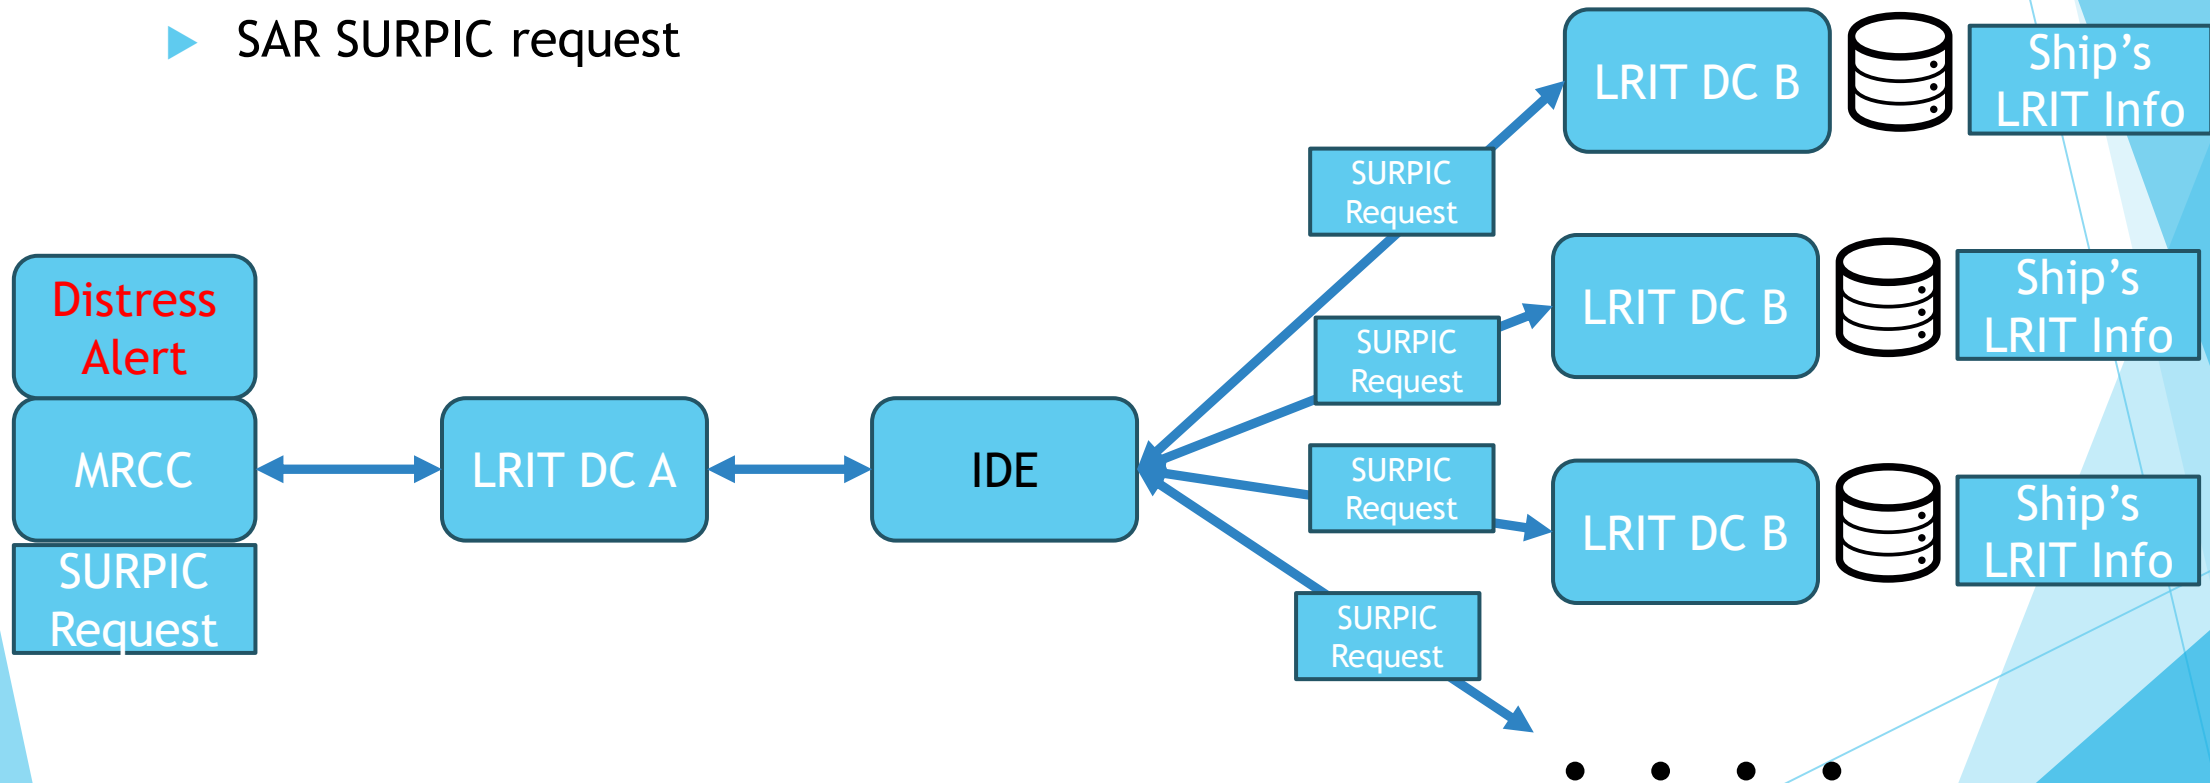 SAR SURPIC request
Distress
Alert
MRCC
SURPIC
Request
LRIT DC A
IDE
SURPIC
Request
SURPIC
Request
SURPIC
Request
SURPIC
Request
LRIT DC B
Ship's
LRIT Info
LRIT DC B
Ship's
LRIT Info
LRIT DC B
Ship's
LRIT Info
. . . .